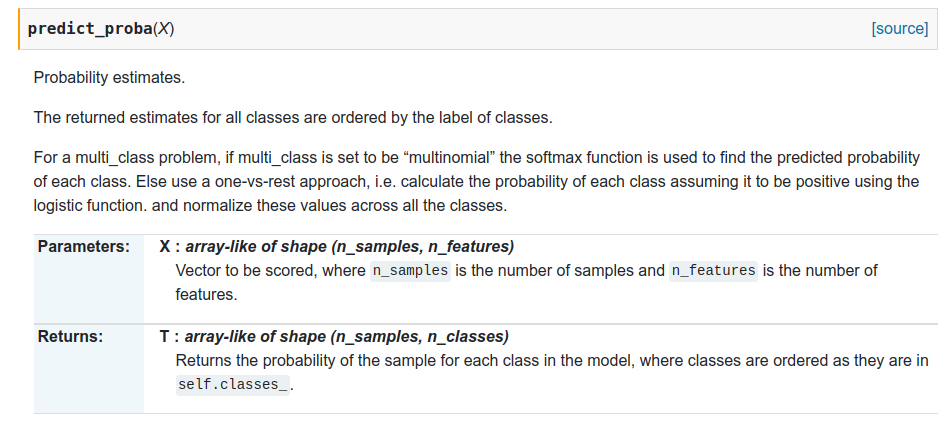 predict_proba(X) [source]
Probability estimates.
The returned estimates for all classes are ordered by the label of classes.
For a multi_class problem, if multi_class is set to be “multinomial” the softmax function is used to find the predicted probability
of each class. Else use a one-vs-rest approach, i.e. calculate the probability of each class assuming it to be positive using the
logistic function. and normalize these values across all the classes.
Parameters: X : array-like of shape (n_samples, n_features)
Vector to be scored, where n_samples is the number of samples and n_features is the number of
features.
Returns: T : array-like of shape (n_samples, n_classes)
Returns the probability of the sample for each class in the model, where classes are ordered as they are in
self.classes_.